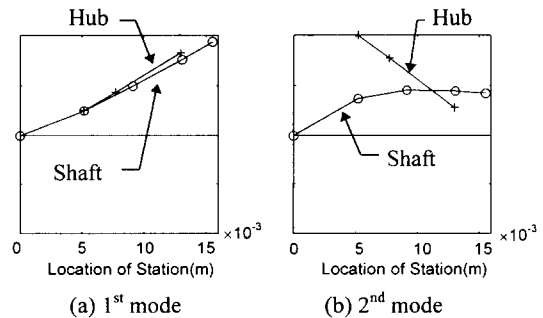 Hub
Shaft
0 5 10 15
×10⁻³
Location of Station(m)
(a) 1ˢᵗ mode
Hub
Shaft
0 5 10 15
×10⁻³
Location of Station(m)
(b) 2ⁿᵈ mode